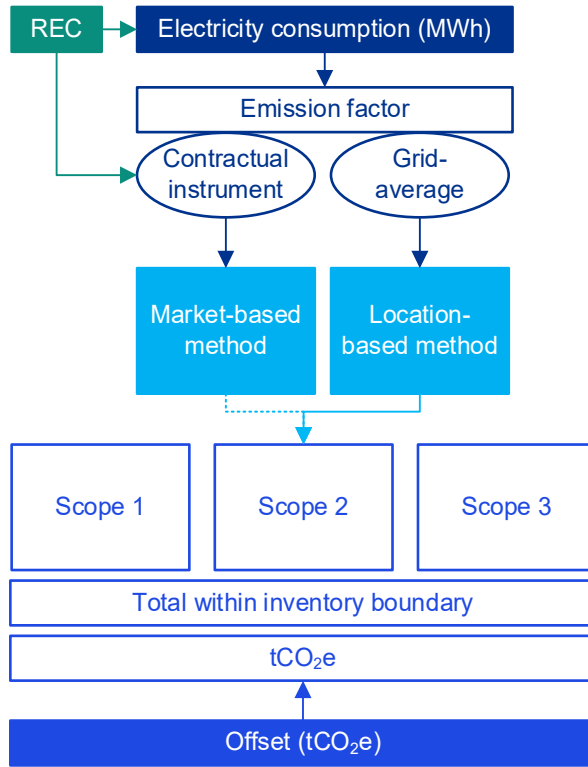 REC
Electricity consumption (MWh)
Emission factor
Contractual
instrument
Grid-
average
Market-based
method
Location-
based method
Scope 1
Scope 2
Scope 3
Total within inventory boundary
tCO₂e
Offset (tCO₂e)